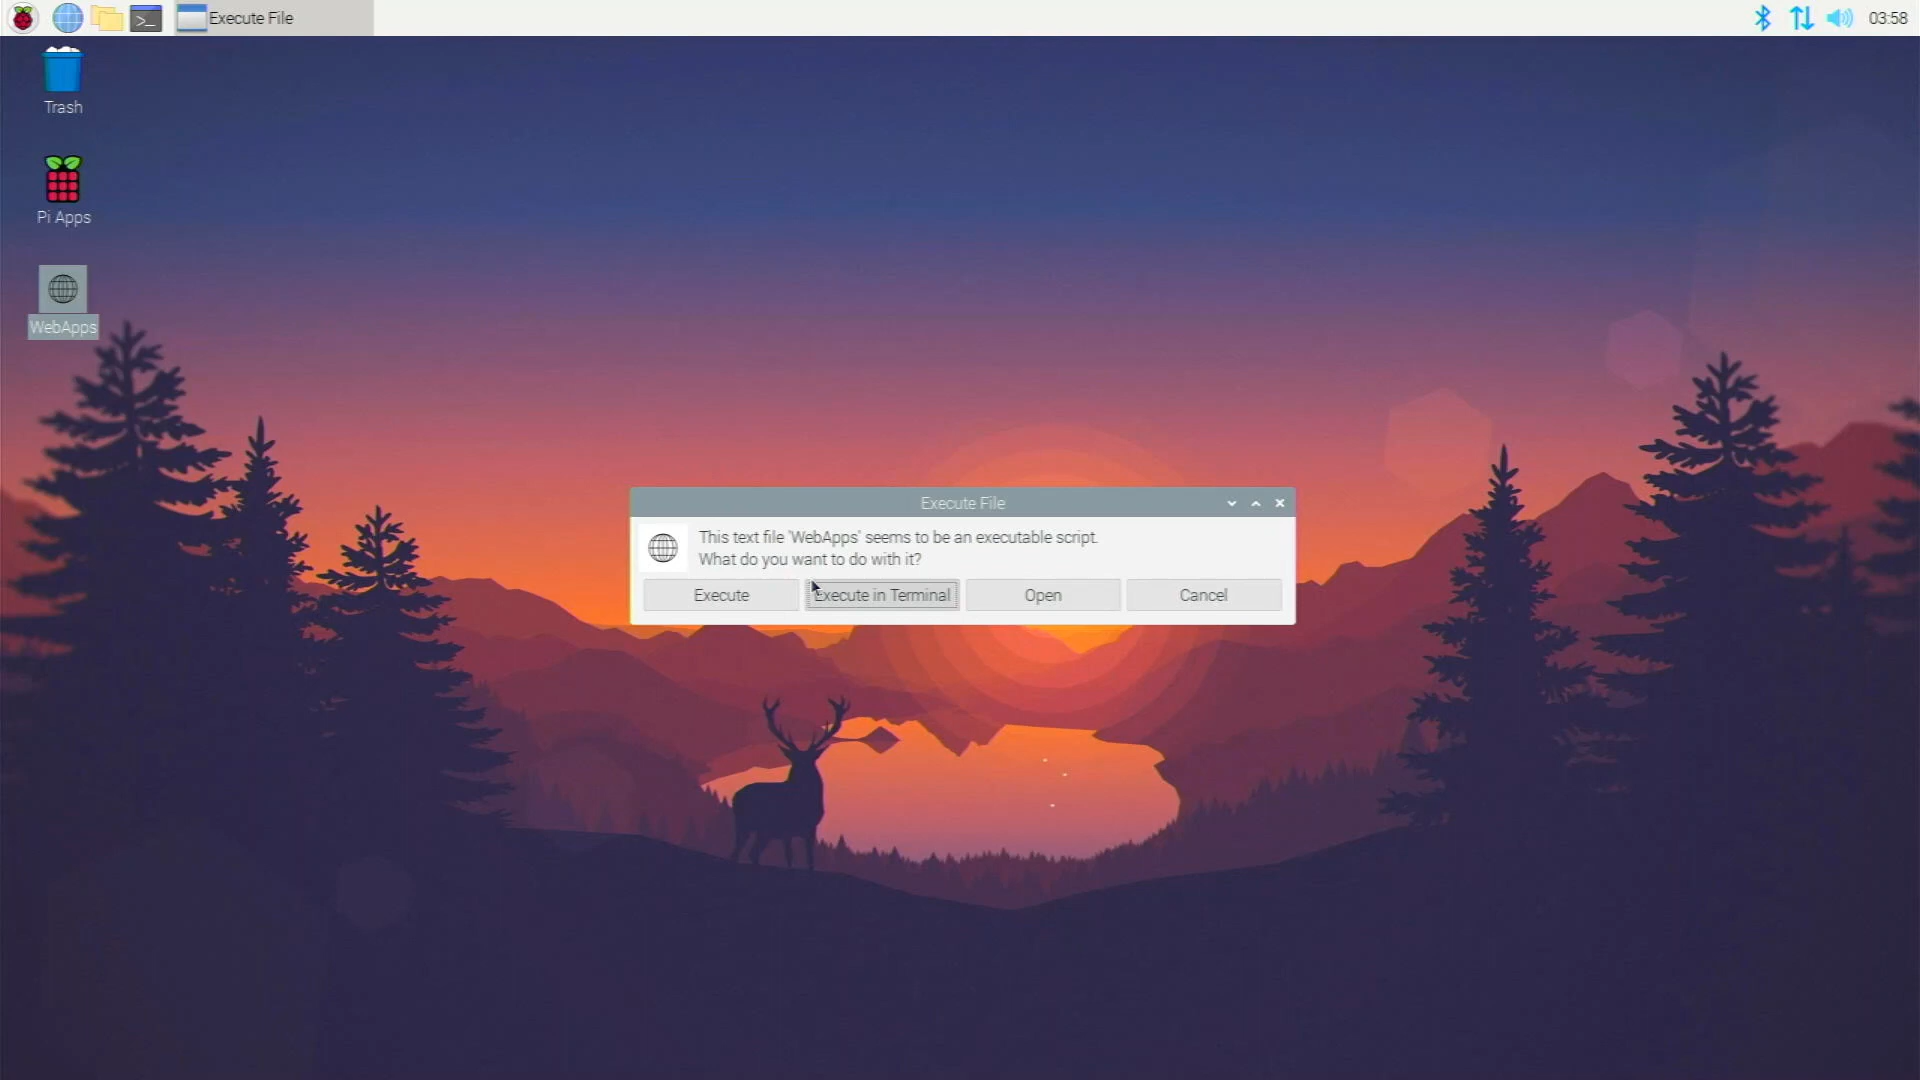 Execute File
03:58
Trash
Pi Apps
WebApps
Execute File
This text file 'WebApps' seems to be an executable script.
What do you want to do with it?
Execute
Execute in Terminal
Open
Cancel